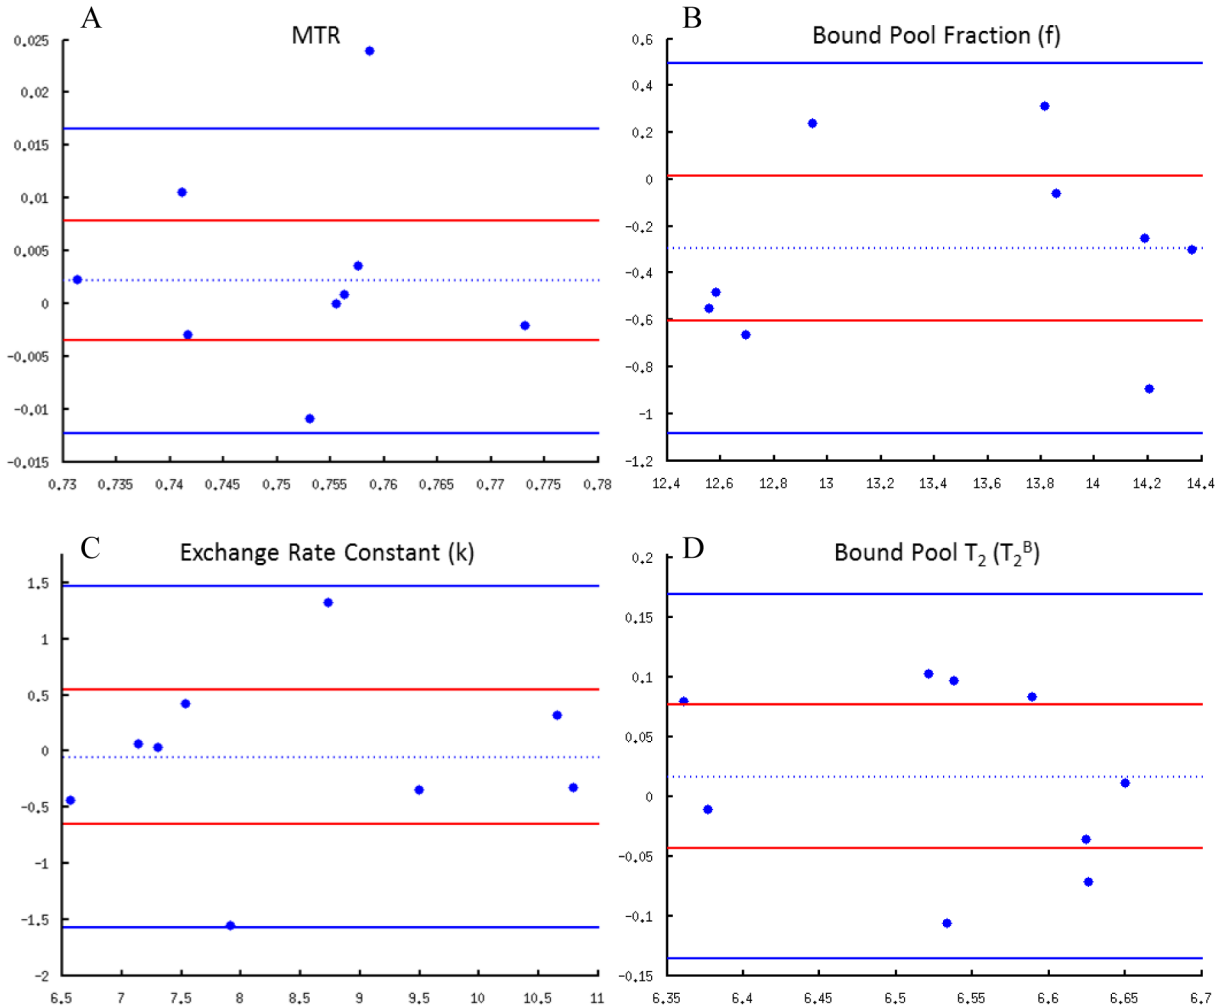 A
MTR
0.025
0.02
0.015
0.01
0.005
0
-0.005
-0.01
-0.015
0.73 0.735 0.74 0.745 0.75 0.755 0.76 0.765 0.77 0.775 0.78
B
Bound Pool Fraction (f)
0.6
0.4
0.2
0
-0.2
-0.4
-0.6
-0.8
-1
-1.2
12.4 12.6 12.8 13 13.2 13.4 13.6 13.8 14 14.2 14.4
C
Exchange Rate Constant (k)
1.5
1
0.5
0
-0.5
-1
-1.5
-2
6.5 7 7.5 8 8.5 9 9.5 10 10.5 11
D
Bound Pool T₂ (T₂ᴮ)
0.2
0.15
0.1
0.05
0
-0.05
-0.1
-0.15
6.35 6.4 6.45 6.5 6.55 6.6 6.65 6.7